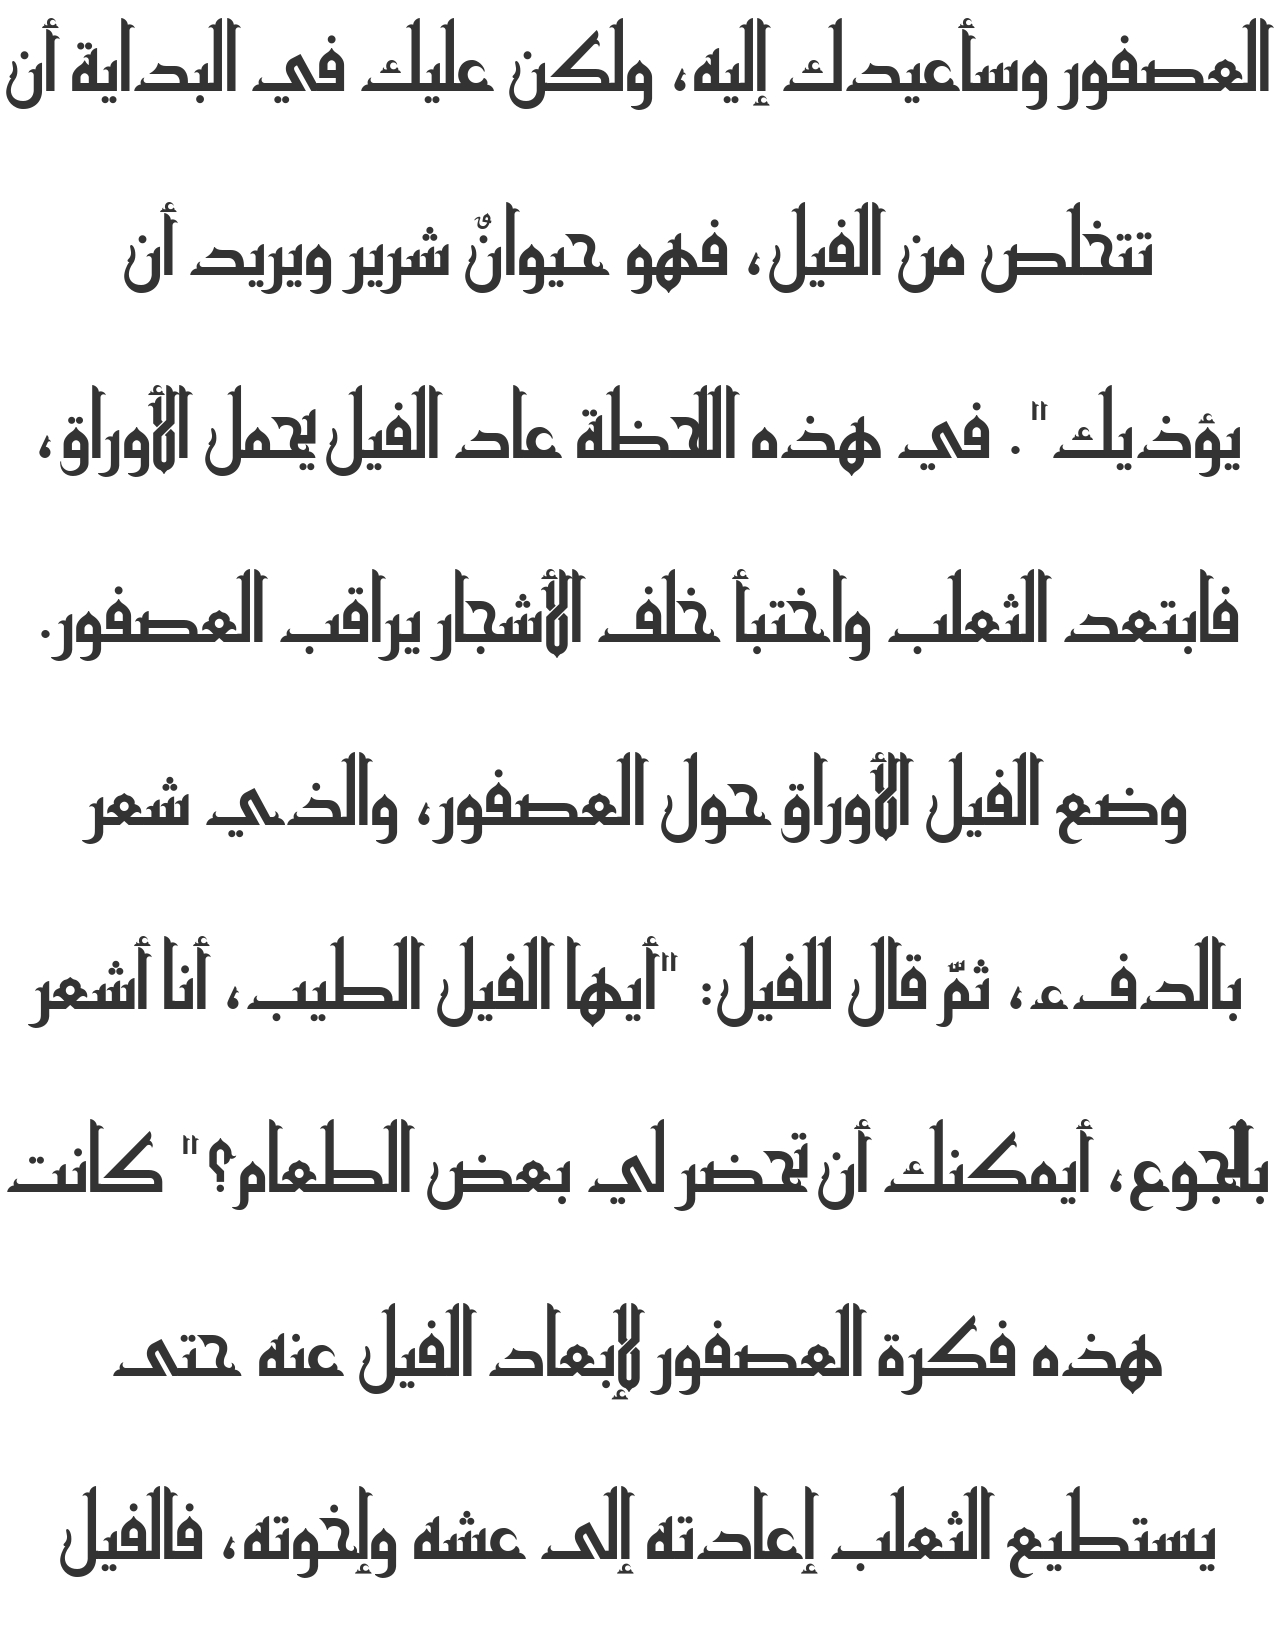 العصفور وسأعيدك إليه، ولكن عليك في البداية أن
تتخلص من الفيل، فهو حيوانٌ شرير ويريد أن
يؤذيك". في هذه اللحظة عاد الفيل يحمل الأوراق،
فابتعد الثعلب واختبأ خلف الأشجار يراقب العصفور.
وضع الفيل الأوراق حول العصفور، والذي شعر
بالدفء، ثمّ قال للفيل: "أيها الفيل الطيب، أنا أشعر
بالجوع، أيمكنك أن تحضر لي بعض الطعام؟" كانت
هذه فكرة العصفور لإبعاد الفيل عنه حتى
يستطيع الثعلب إعادته إلى عشه وإخوته، فالفيل